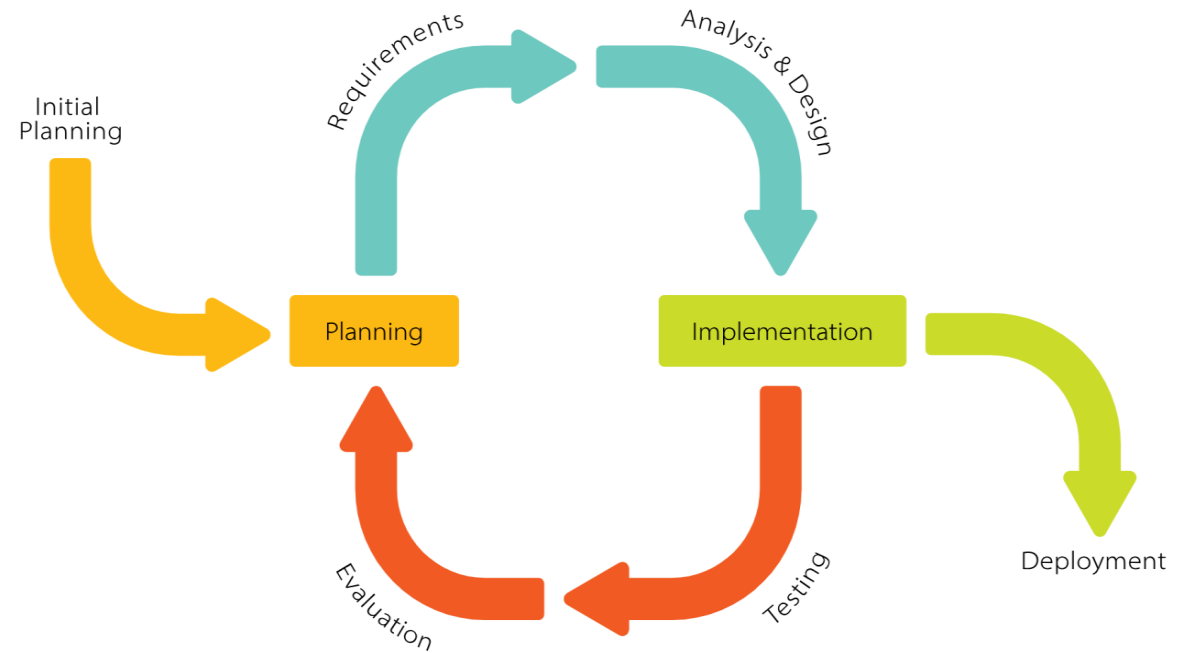 Initial
Planning
Requirements
Analysis & Design
Planning
Implementation
Evaluation
Testing
Deployment